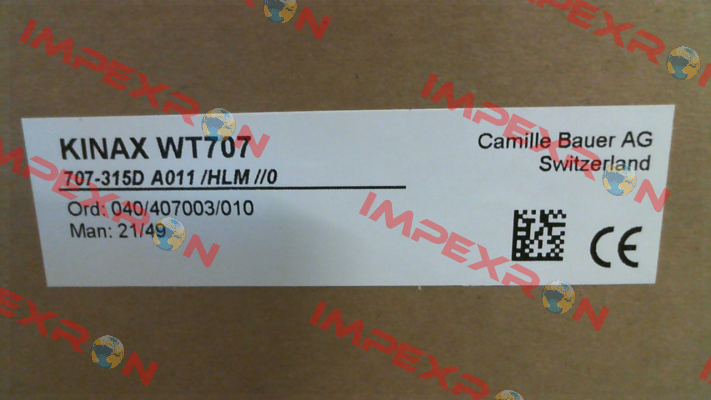 KINAX WT707
707-315D A011 /HLM //0
Ord: 040/407003/010
Man: 21/49
Camille Bauer AG
Switzerland
CE
IMPEXRON
IMPEXRON
IMPEXRON
IMPEXRON
IMPEXRON
IMPEXRON